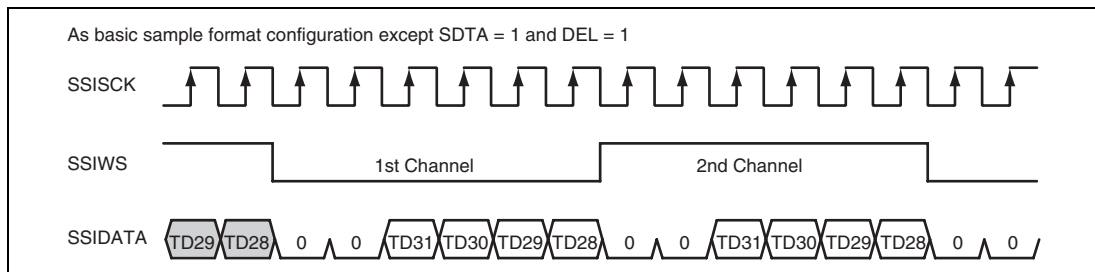 As basic sample format configuration except SDTA = 1 and DEL = 1
SSISCK
SSIWS 1st Channel 2nd Channel
SSIDATA TD29 TD28 0 0 TD31 TD30 TD29 TD28 0 0 TD31 TD30 TD29 TD28 0 0